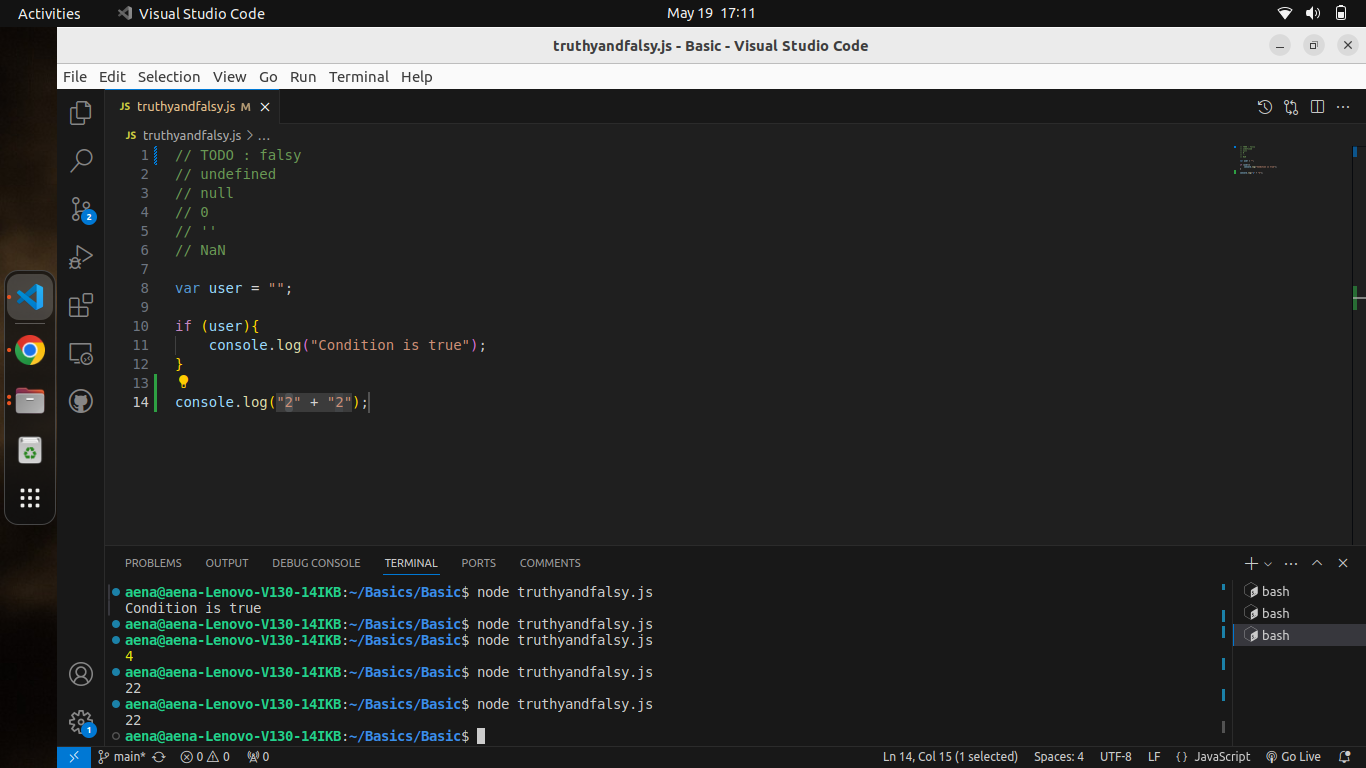 Activities Visual Studio Code May 19 17:11
truthyandfalsy.js - Basic - Visual Studio Code
File Edit Selection View Go Run Terminal Help
JS truthyandfalsy.js M
JS truthyandfalsy.js > ...
1 // TODO : falsy
2 // undefined
3 // null
4 // 0
5 // ''
6 // NaN
7
8 var user = "";
9
10 if (user){
11 console.log("Condition is true");
12 }
13
14 console.log("2" + "2");
2
1
PROBLEMS OUTPUT DEBUG CONSOLE TERMINAL PORTS COMMENTS
aena@aena-Lenovo-V130-14IKB:~/Basics/Basic$ node truthyandfalsy.js
Condition is true
aena@aena-Lenovo-V130-14IKB:~/Basics/Basic$ node truthyandfalsy.js
aena@aena-Lenovo-V130-14IKB:~/Basics/Basic$ node truthyandfalsy.js
4
aena@aena-Lenovo-V130-14IKB:~/Basics/Basic$ node truthyandfalsy.js
22
aena@aena-Lenovo-V130-14IKB:~/Basics/Basic$ node truthyandfalsy.js
22
aena@aena-Lenovo-V130-14IKB:~/Basics/Basic$
bash
bash
bash
main* 0 0 0 Ln 14, Col 15 (1 selected) Spaces: 4 UTF-8 LF {} JavaScript Go Live